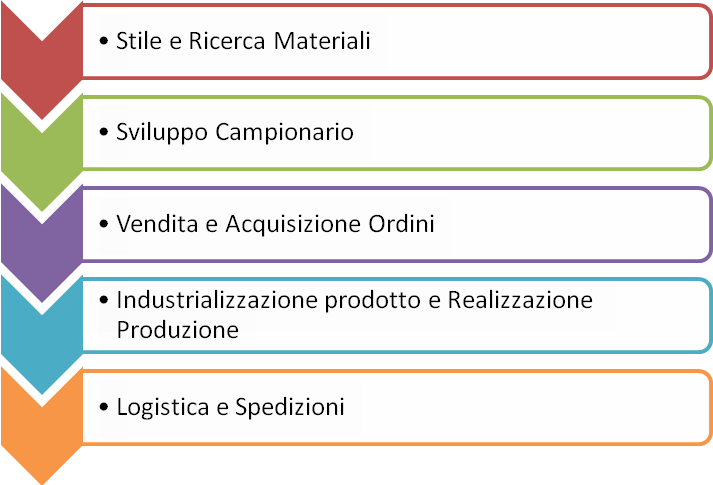 • Stile e Ricerca Materiali
• Sviluppo Campionario
• Vendita e Acquisizione Ordini
• Industrializzazione prodotto e Realizzazione
Produzione
• Logistica e Spedizioni